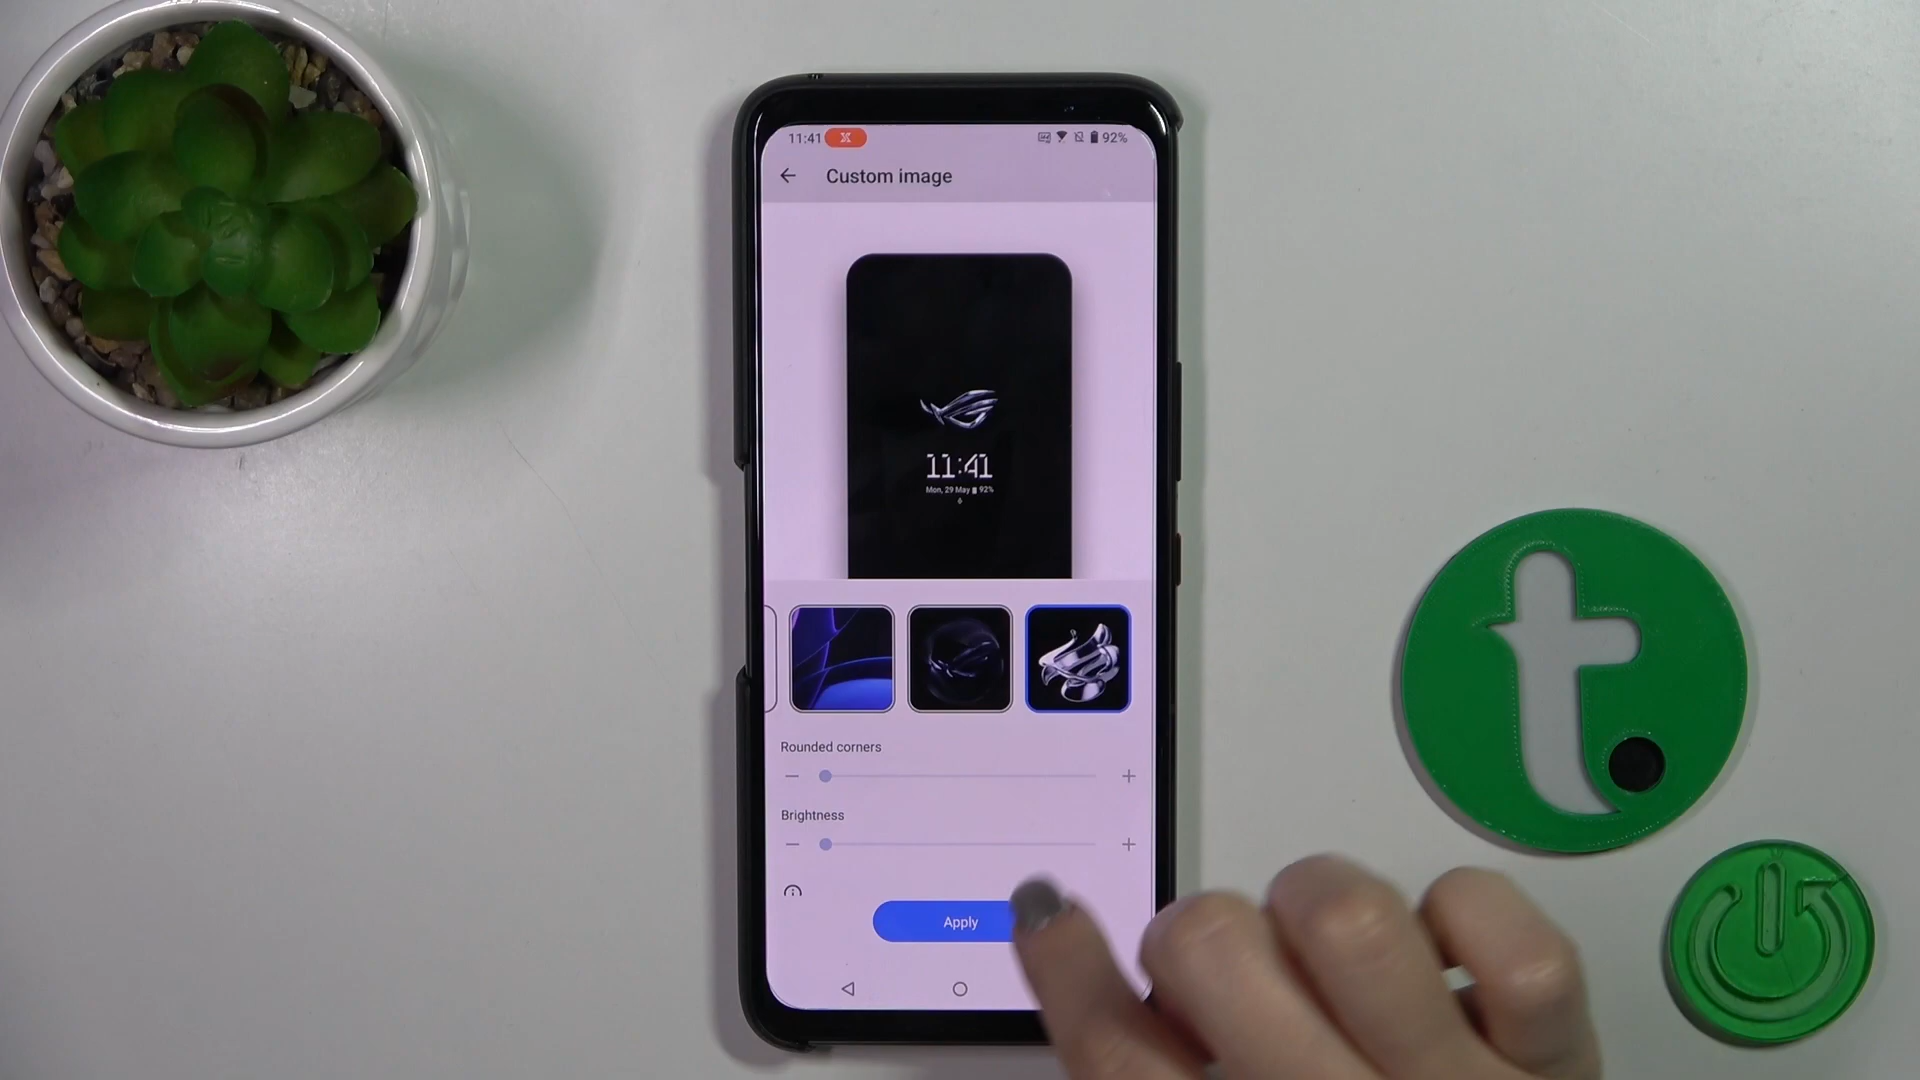 11:41 92%
Custom image
11:41
Mon, 29 May 92%
Rounded corners
Brightness
Apply
t